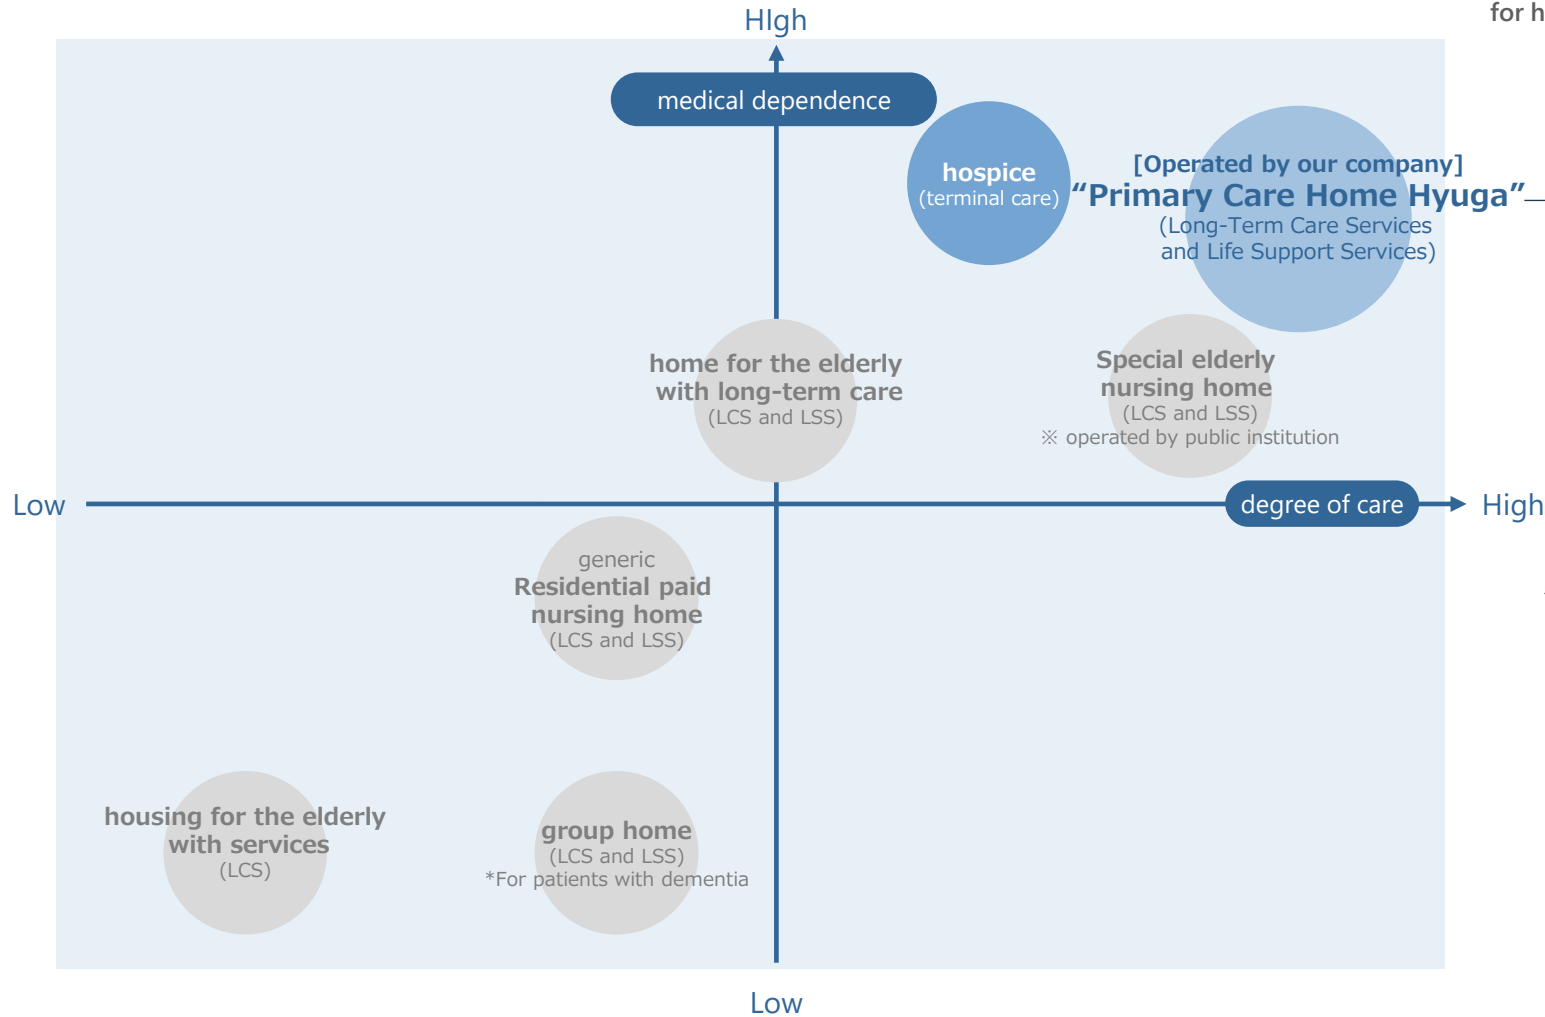 HIgh
for h
medical dependence
hospice
(terminal care)
[Operated by our company]
“Primary Care Home Hyuga”
(Long-Term Care Services
and Life Support Services)
home for the elderly
with long-term care
(LCS and LSS)
Special elderly
nursing home
(LCS and LSS)
※ operated by public institution
Low
degree of care
High
generic
Residential paid
nursing home
(LCS and LSS)
housing for the elderly
with services
(LCS)
group home
(LCS and LSS)
*For patients with dementia
Low